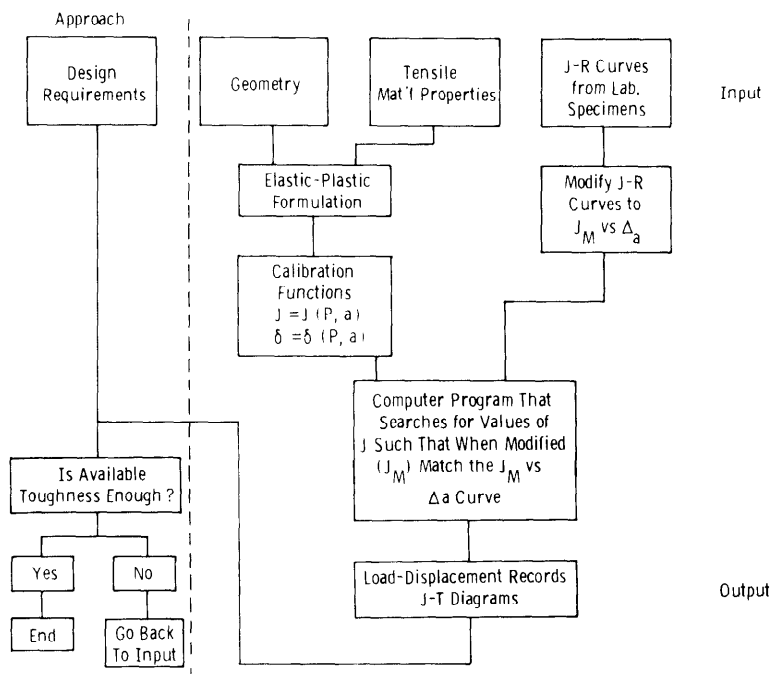 Approach
Design
Requirements
Geometry
Tensile
Mat'l Properties
J-R Curves
from Lab.
Specimens
Input
Elastic-Plastic
Formulation
Modify J-R
Curves to
J_M vs Δ_a
Calibration
Functions
J = J (P, a)
δ = δ (P, a)
Computer Program That
Searches for Values of
J Such That When Modified
(J_M) Match the J_M vs
Δa Curve
Is Available
Toughness Enough ?
Yes
No
Load-Displacement Records
J-T Diagrams
Output
End
Go Back
To Input